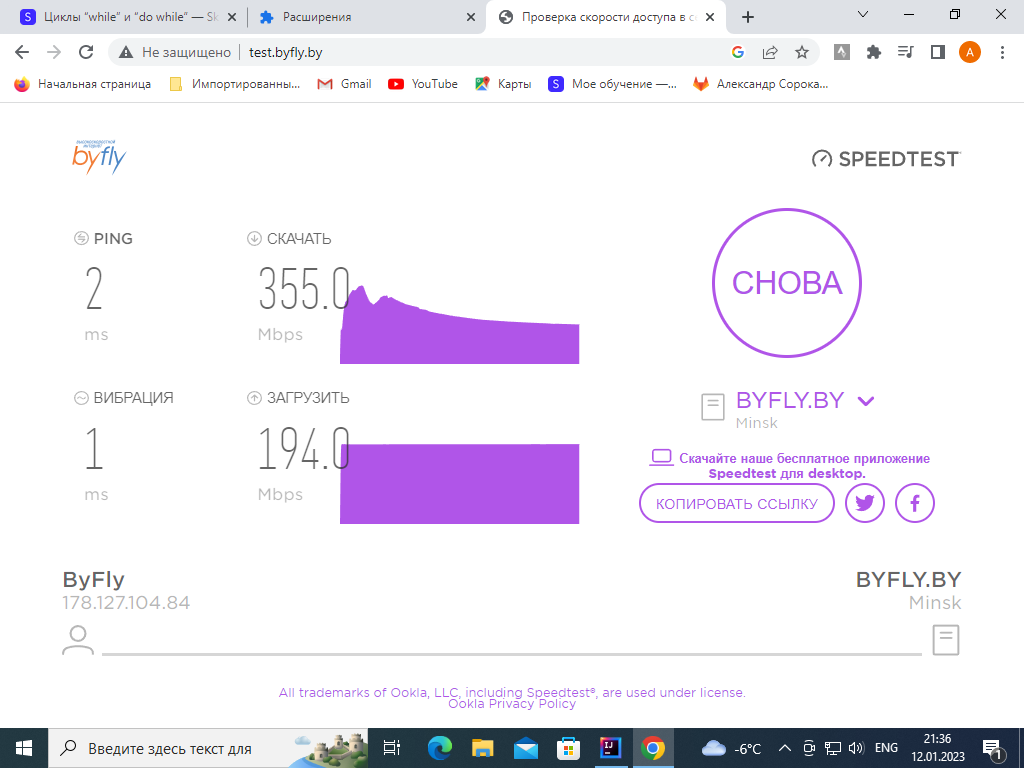 Циклы “while” и “do while” — Sk
Расширения
Проверка скорости доступа в с
Не защищено
test.byfly.by
Начальная страница
Импортированны...
Gmail
YouTube
Карты
Мое обучение —...
Александр Сорока...
A
S
S
ВЫСОКОСКОРОСТНОЙ ИНТЕРНЕТ
byfly
SPEEDTEST
PING
2
ms
СКАЧАТЬ
355.0
Mbps
СНОВА
ВИБРАЦИЯ
1
ms
ЗАГРУЗИТЬ
194.0
Mbps
BYFLY.BY
Minsk
Скачайте наше бесплатное приложение
Speedtest для desktop.
КОПИРОВАТЬ ССЫЛКУ
ByFly
178.127.104.84
BYFLY.BY
Minsk
All trademarks of Ookla, LLC, including Speedtest®, are used under license.
Ookla Privacy Policy
Введите здесь текст для
IJ
-6°C
ENG
21:36
12.01.2023
1